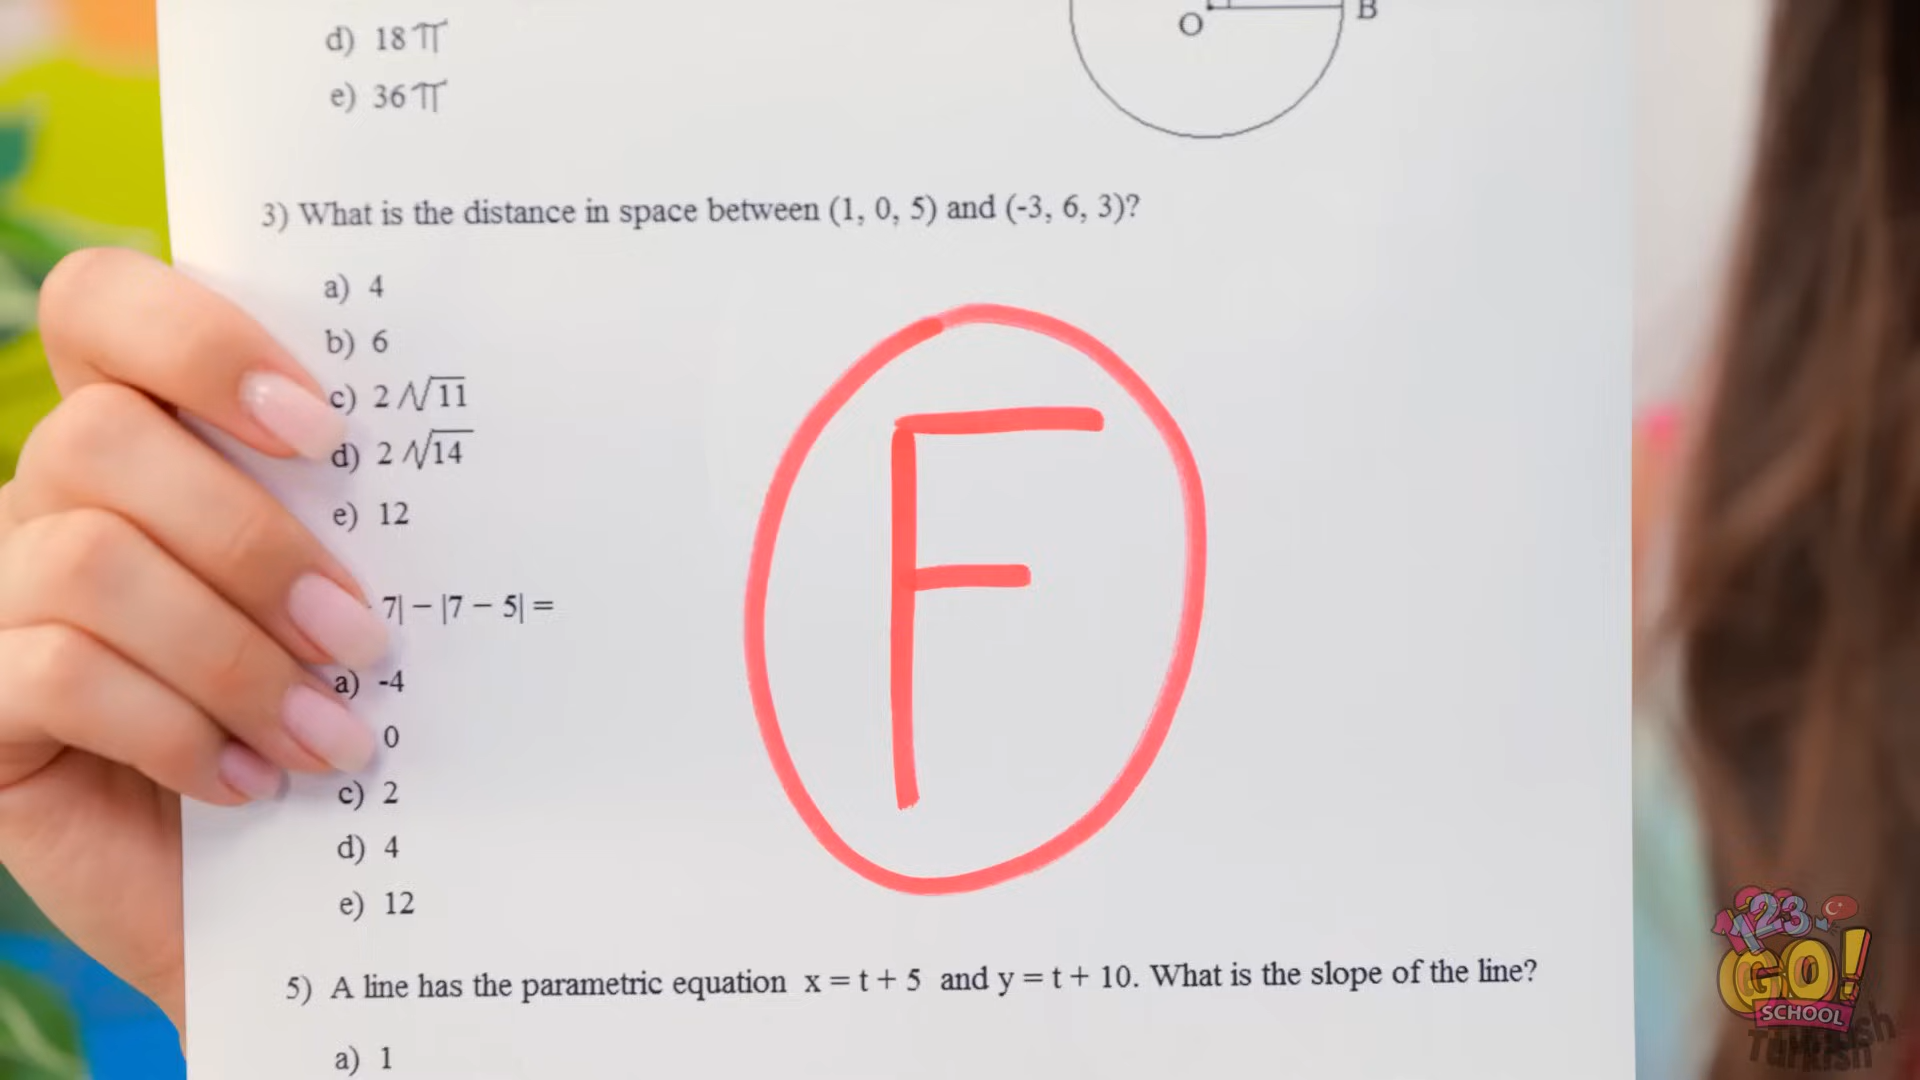 d) 18 π
O
B
e) 36 π
3) What is the distance in space between (1, 0, 5) and (-3, 6, 3)?
a) 4
b) 6
c) 2 √11
d) 2 √14
e) 12
F
7| – |7 – 5| =
a) -4
0
c) 2
d) 4
e) 12
5) A line has the parametric equation x = t + 5 and y = t + 10. What is the slope of the line?
a) 1
123
GO!
SCHOOL
Turkish